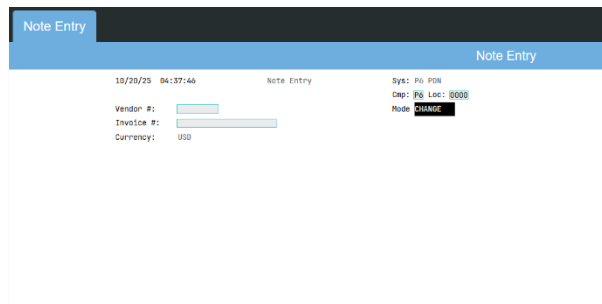 Note Entry
Note Entry
10/20/25 04:37:46 Note Entry Sys: P6 PDN
Cmp: P6 Loc: 0000
Vendor #: Mode CHANGE
Invoice #:
Currency: USD